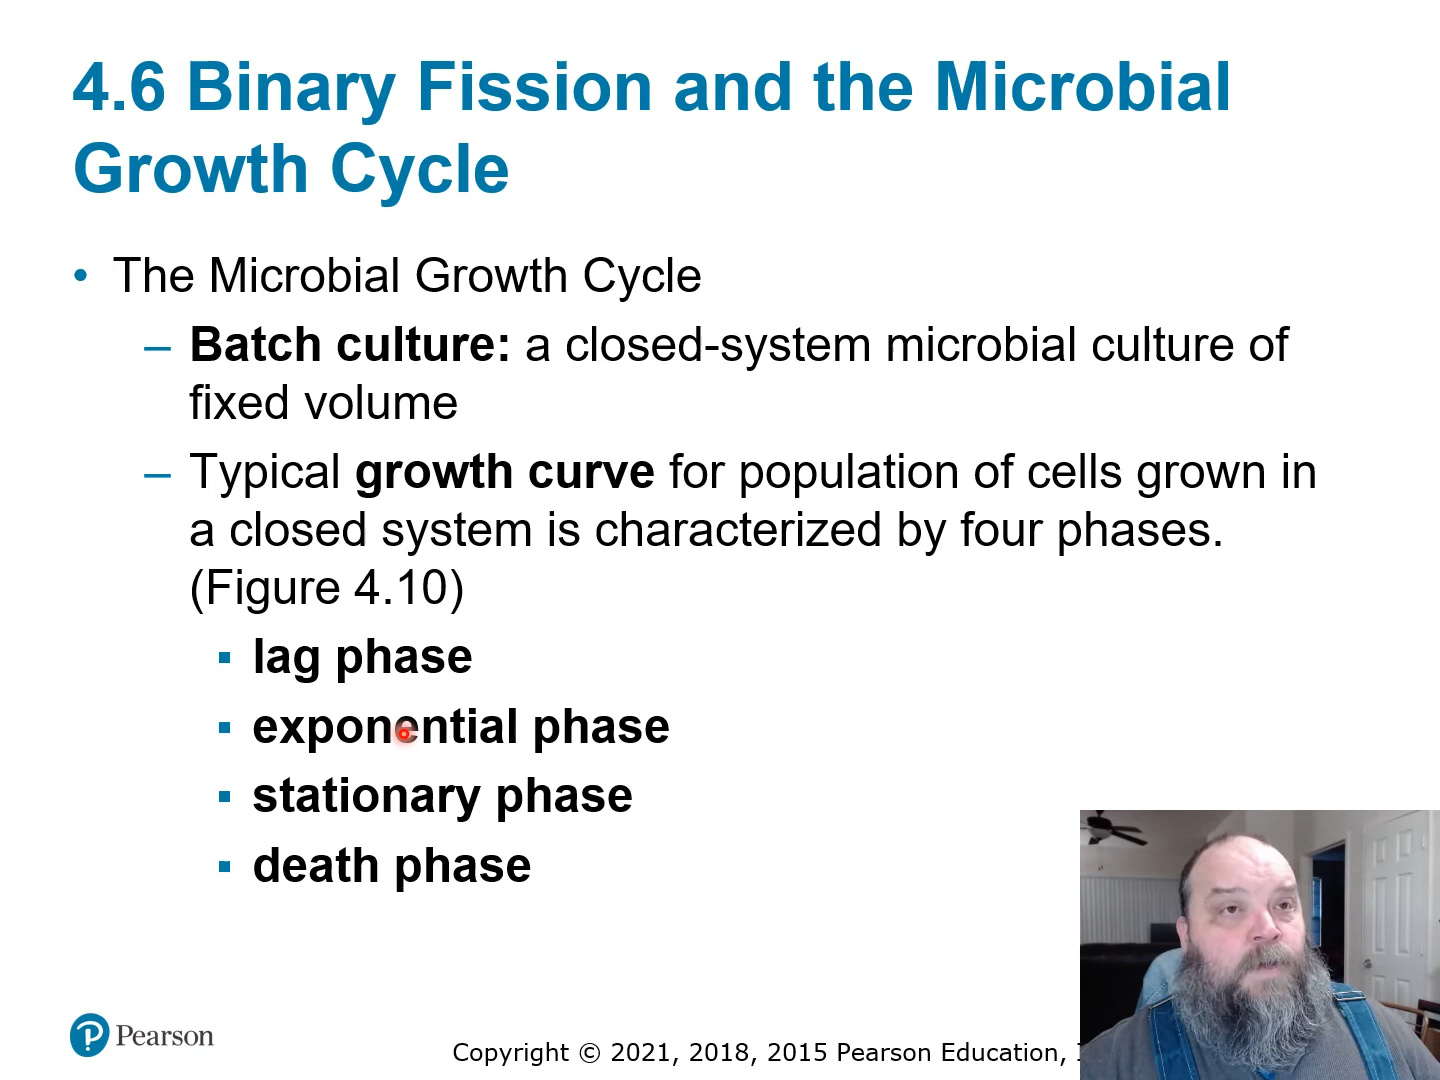 4.6 Binary Fission and the Microbial
Growth Cycle
• The Microbial Growth Cycle
– Batch culture: a closed-system microbial culture of
fixed volume
– Typical growth curve for population of cells grown in
a closed system is characterized by four phases.
(Figure 4.10)
▪ lag phase
▪ exponential phase
▪ stationary phase
▪ death phase
Pearson
Copyright © 2021, 2018, 2015 Pearson Education,